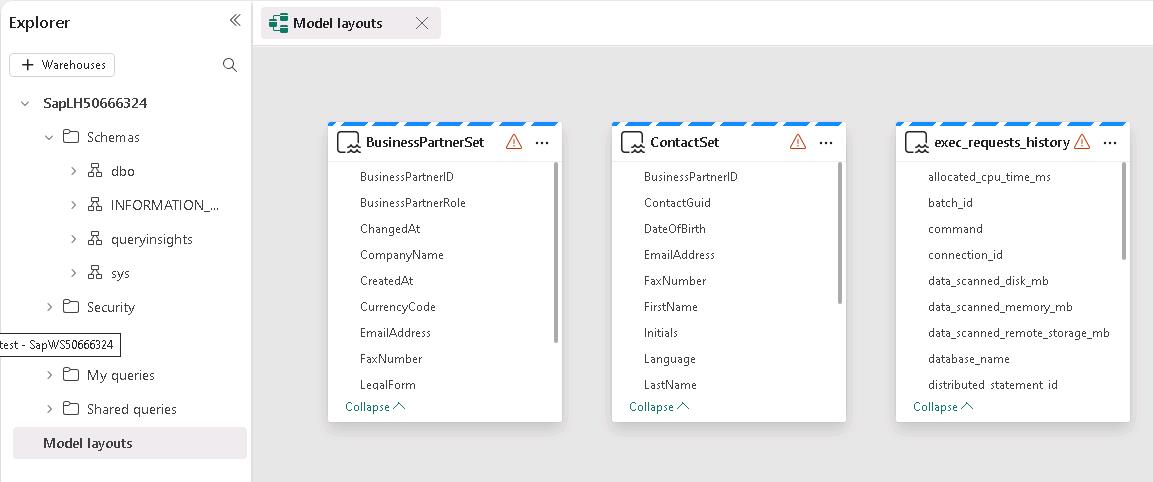 Explorer
+ Warehouses
SapLH50666324
Schemas
dbo
INFORMATION_...
queryinsights
sys
Security
test - SapWS50666324
My queries
Shared queries
Model layouts
Model layouts
BusinessPartnerSet
BusinessPartnerID
BusinessPartnerRole
ChangedAt
CompanyName
CreatedAt
CurrencyCode
EmailAddress
FaxNumber
LegalForm
Collapse
ContactSet
BusinessPartnerID
ContactGuid
DateOfBirth
EmailAddress
FaxNumber
FirstName
Initials
Language
LastName
Collapse
exec_requests_history
allocated_cpu_time_ms
batch_id
command
connection_id
data_scanned_disk_mb
data_scanned_memory_mb
data_scanned_remote_storage_mb
database_name
distributed_statement_id
Collapse